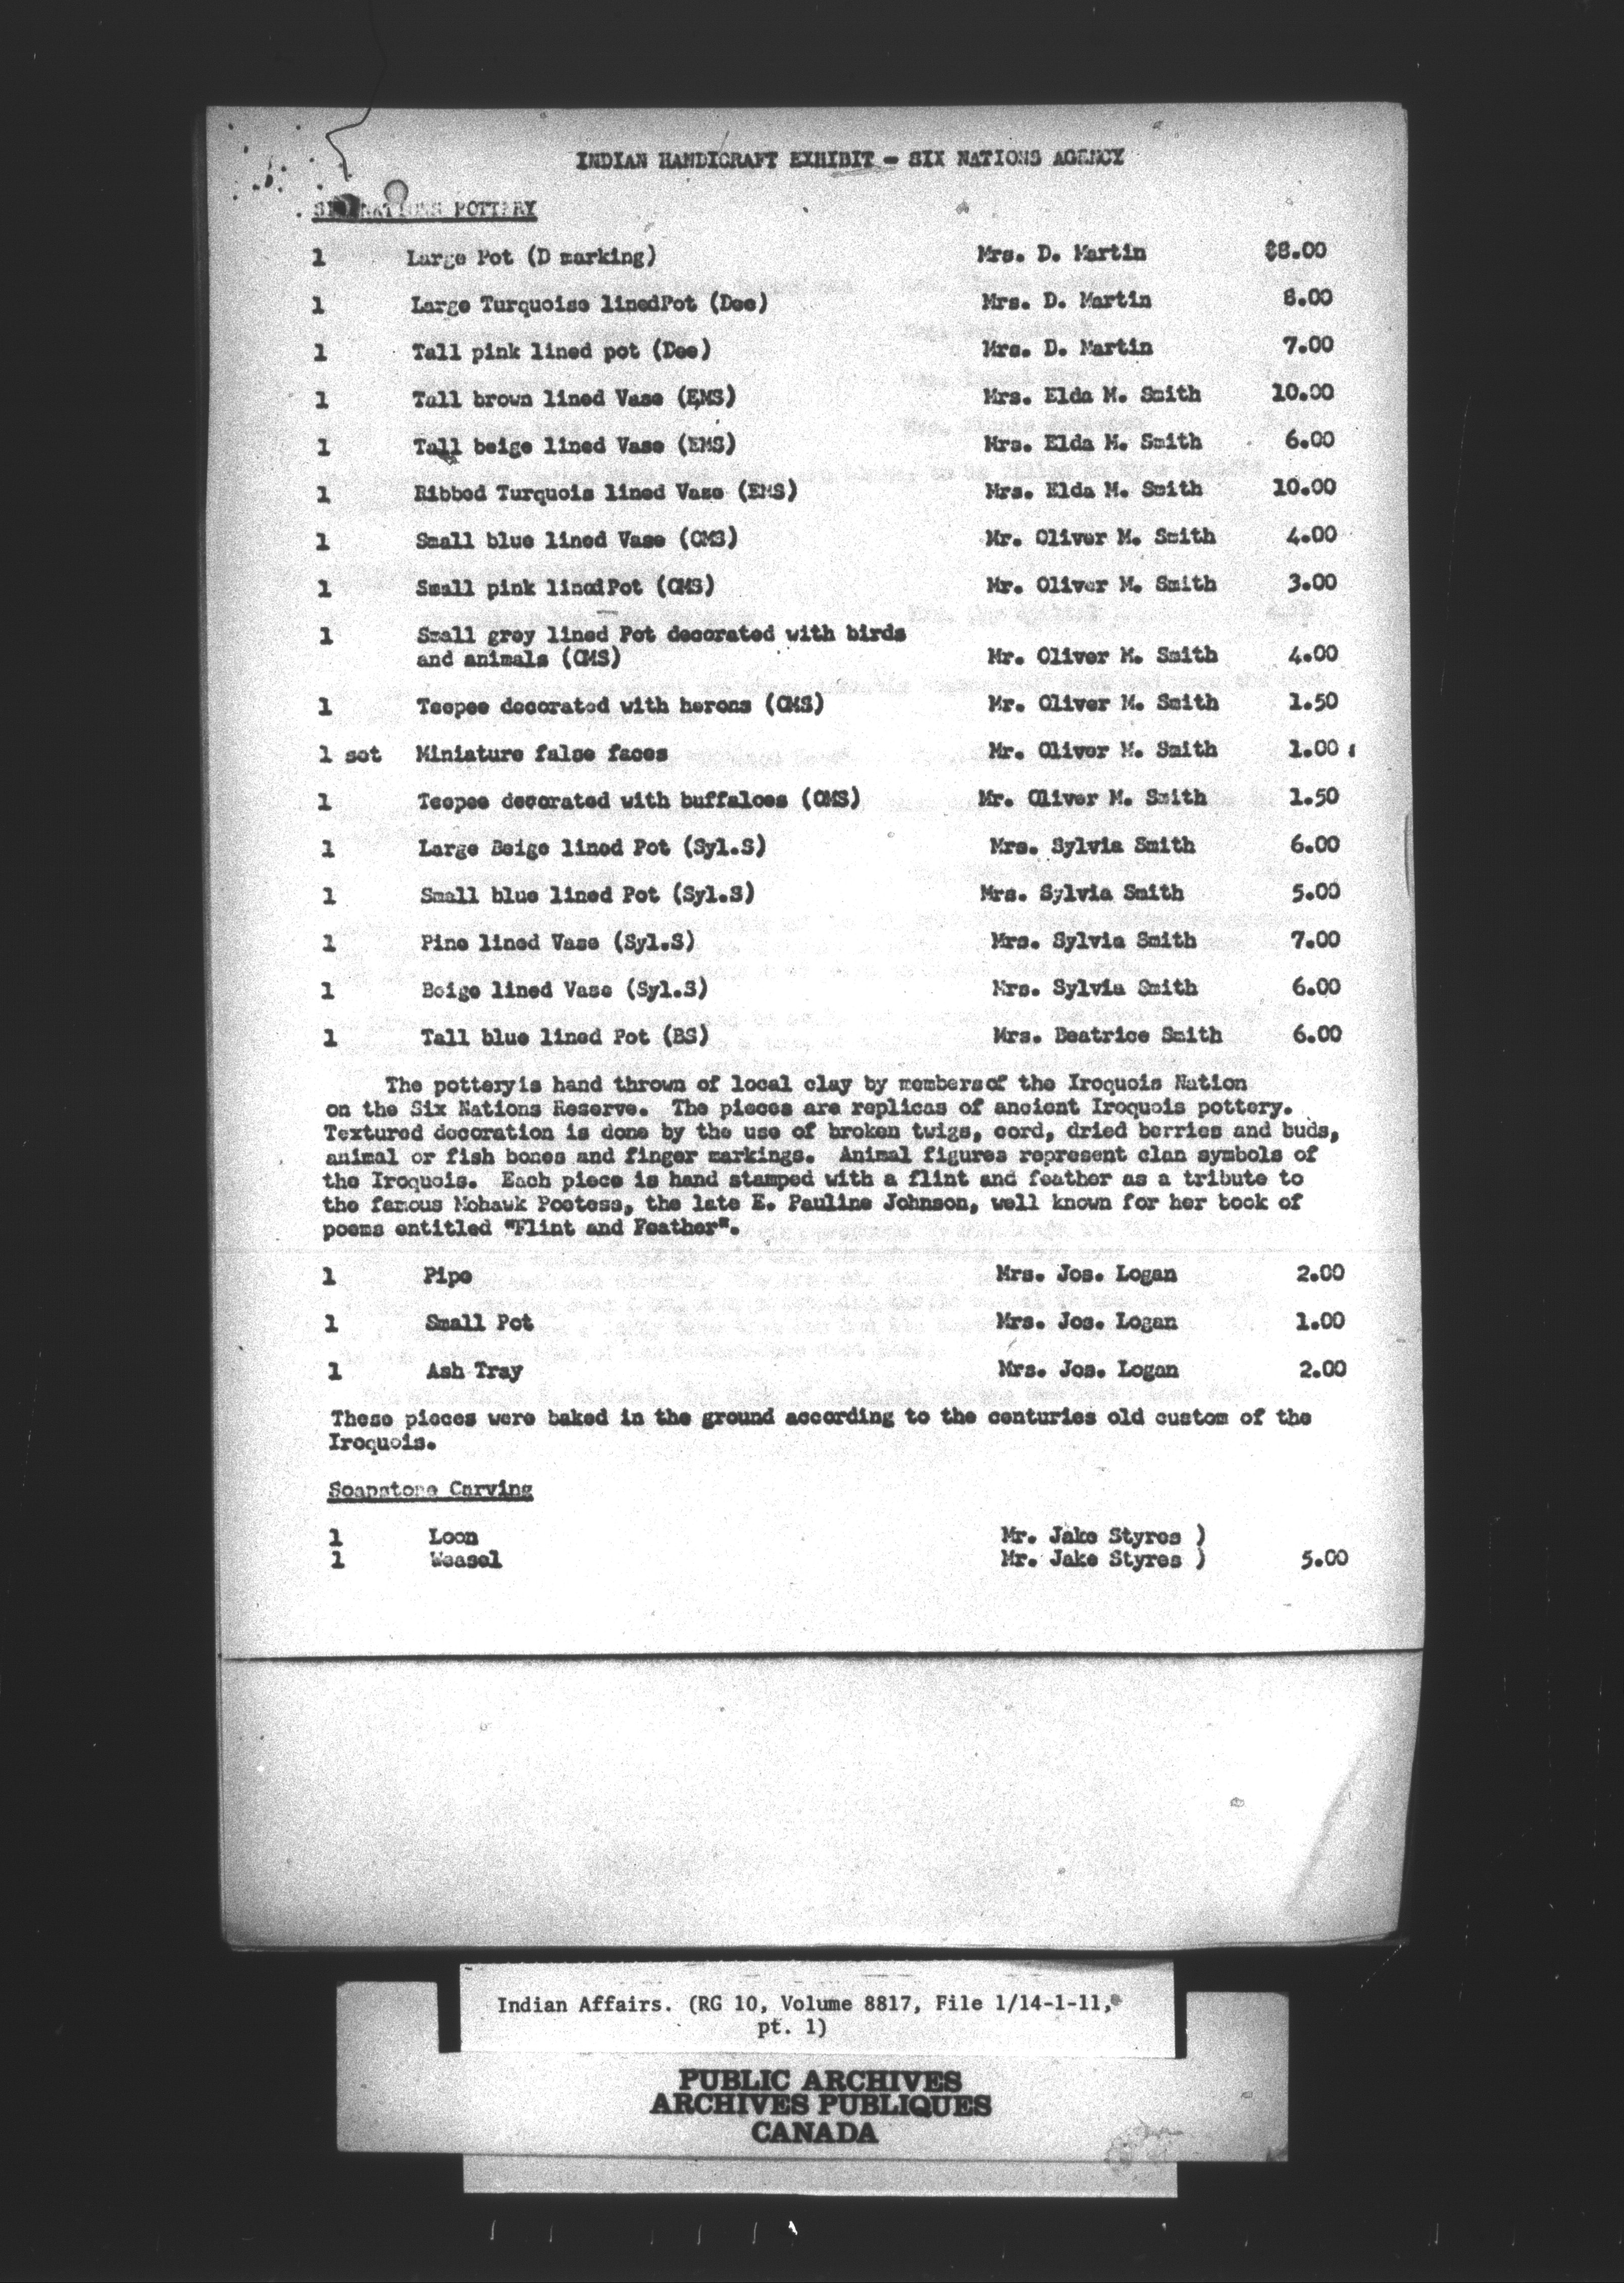 INDIAN HANDICRAFT EXHIBIT - SIX NATIONS AGENCY
SIX NATIONS POTTERY
1 Large Pot (D marking) Mrs. D. Martin $8.00
1 Large Turquoise linedPot (Dee) Mrs. D. Martin 8.00
1 Tall pink lined pot (Dee) Mrs. D. Martin 7.00
1 Tall brown lined Vase (EMS) Mrs. Elda M. Smith 10.00
1 Tall beige lined Vase (EMS) Mrs. Elda M. Smith 6.00
1 Ribbed Turquois lined Vase (EMS) Mrs. Elda M. Smith 10.00
1 Small blue lined Vase (OMS) Mr. Oliver M. Smith 4.00
1 Small pink linedPot (OMS) Mr. Oliver M. Smith 3.00
1 Small grey lined Pot decorated with birds
and animals (OMS) Mr. Oliver M. Smith 4.00
1 Teepee decorated with herons (OMS) Mr. Oliver M. Smith 1.50
1 set Miniature false faces Mr. Oliver M. Smith 1.00
1 Teepee decorated with buffaloes (OMS) Mr. Oliver M. Smith 1.50
1 Large Beige lined Pot (Syl.S) Mrs. Sylvia Smith 6.00
1 Small blue lined Pot (Syl.S) Mrs. Sylvia Smith 5.00
1 Pine lined Vase (Syl.S) Mrs. Sylvia Smith 7.00
1 Beige lined Vase (Syl.S) Mrs. Sylvia Smith 6.00
1 Tall blue lined Pot (BS) Mrs. Beatrice Smith 6.00
The potteryis hand thrown of local clay by membersof the Iroquois Nation
on the Six Nations Reserve. The pieces are replicas of ancient Iroquois pottery.
Textured decoration is done by the use of broken twigs, cord, dried berries and buds,
animal or fish bones and finger markings. Animal figures represent clan symbols of
the Iroquois. Each piece is hand stamped with a flint and feather as a tribute to
the famous Mohawk Poetess, the late E. Pauline Johnson, well known for her book of
poems entitled "Flint and Feather".
1 Pipe Mrs. Jos. Logan 2.00
1 Small Pot Mrs. Jos. Logan 1.00
1 Ash Tray Mrs. Jos. Logan 2.00
These pieces were baked in the ground according to the centuries old custom of the
Iroquois.
Soapstone Carving
1 Loon Mr. Jake Styres )
1 Weasel Mr. Jake Styres ) 5.00
Indian Affairs. (RG 10, Volume 8817, File 1/14-1-11,
pt. 1)
PUBLIC ARCHIVES
ARCHIVES PUBLIQUES
CANADA